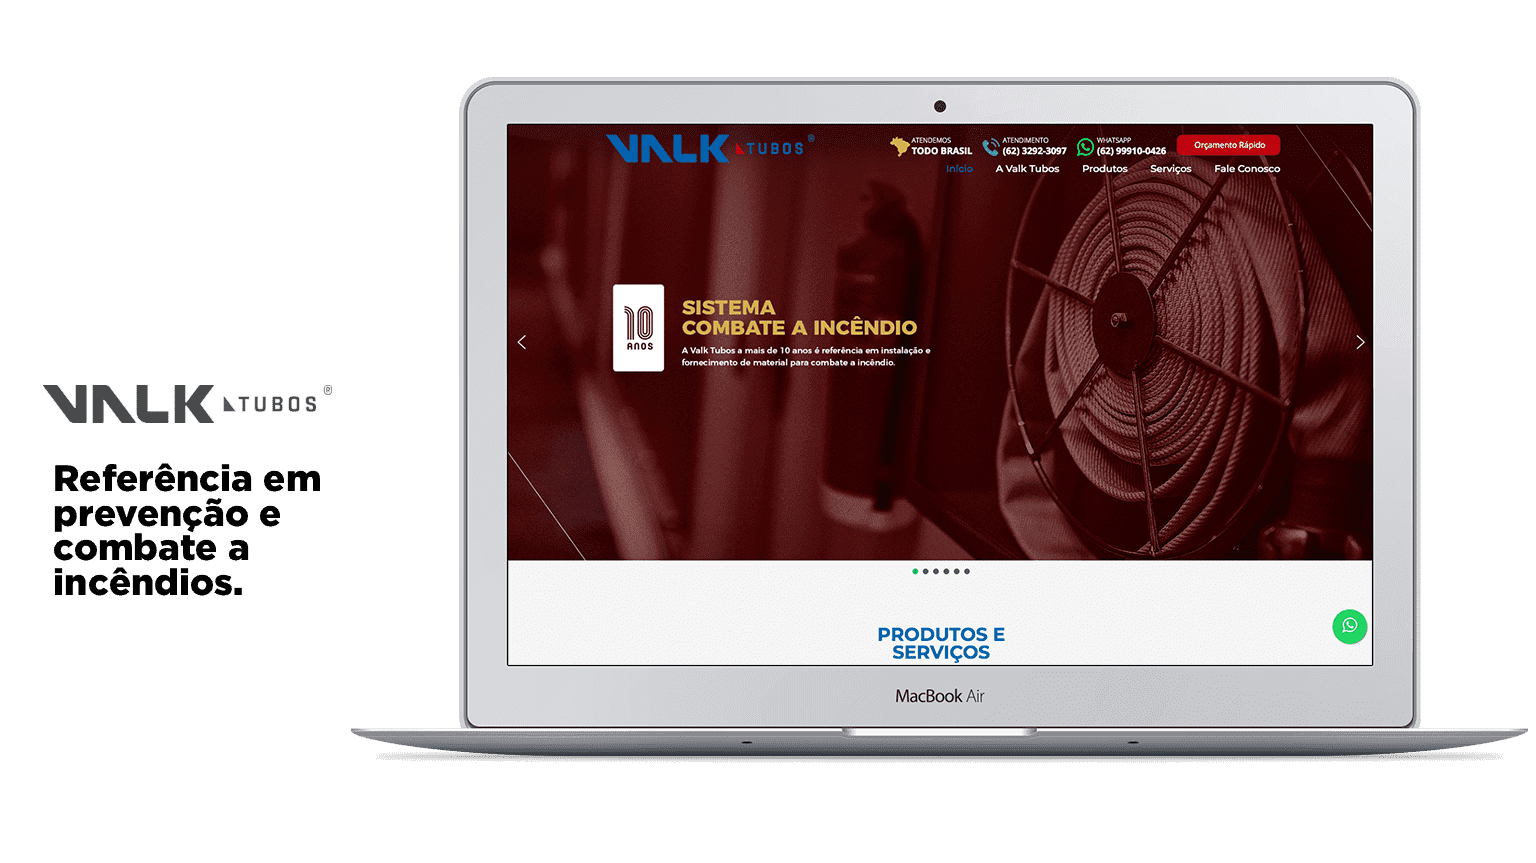 VALK TUBOS ®
Referência em
prevenção e
combate a
incêndios.
VALK TUBOS ®
ATENDEMOS
TODO BRASIL
ATENDIMENTO
(62) 3292-3097
WHATSAPP
(62) 99910-0426
Orçamento Rápido
Início A Valk Tubos Produtos Serviços Fale Conosco
10
ANOS
SISTEMA
COMBATE A INCÊNDIO
A Valk Tubos a mais de 10 anos é referência em instalação e
fornecimento de material para combate a incêndio.
PRODUTOS E
SERVIÇOS
MacBook Air